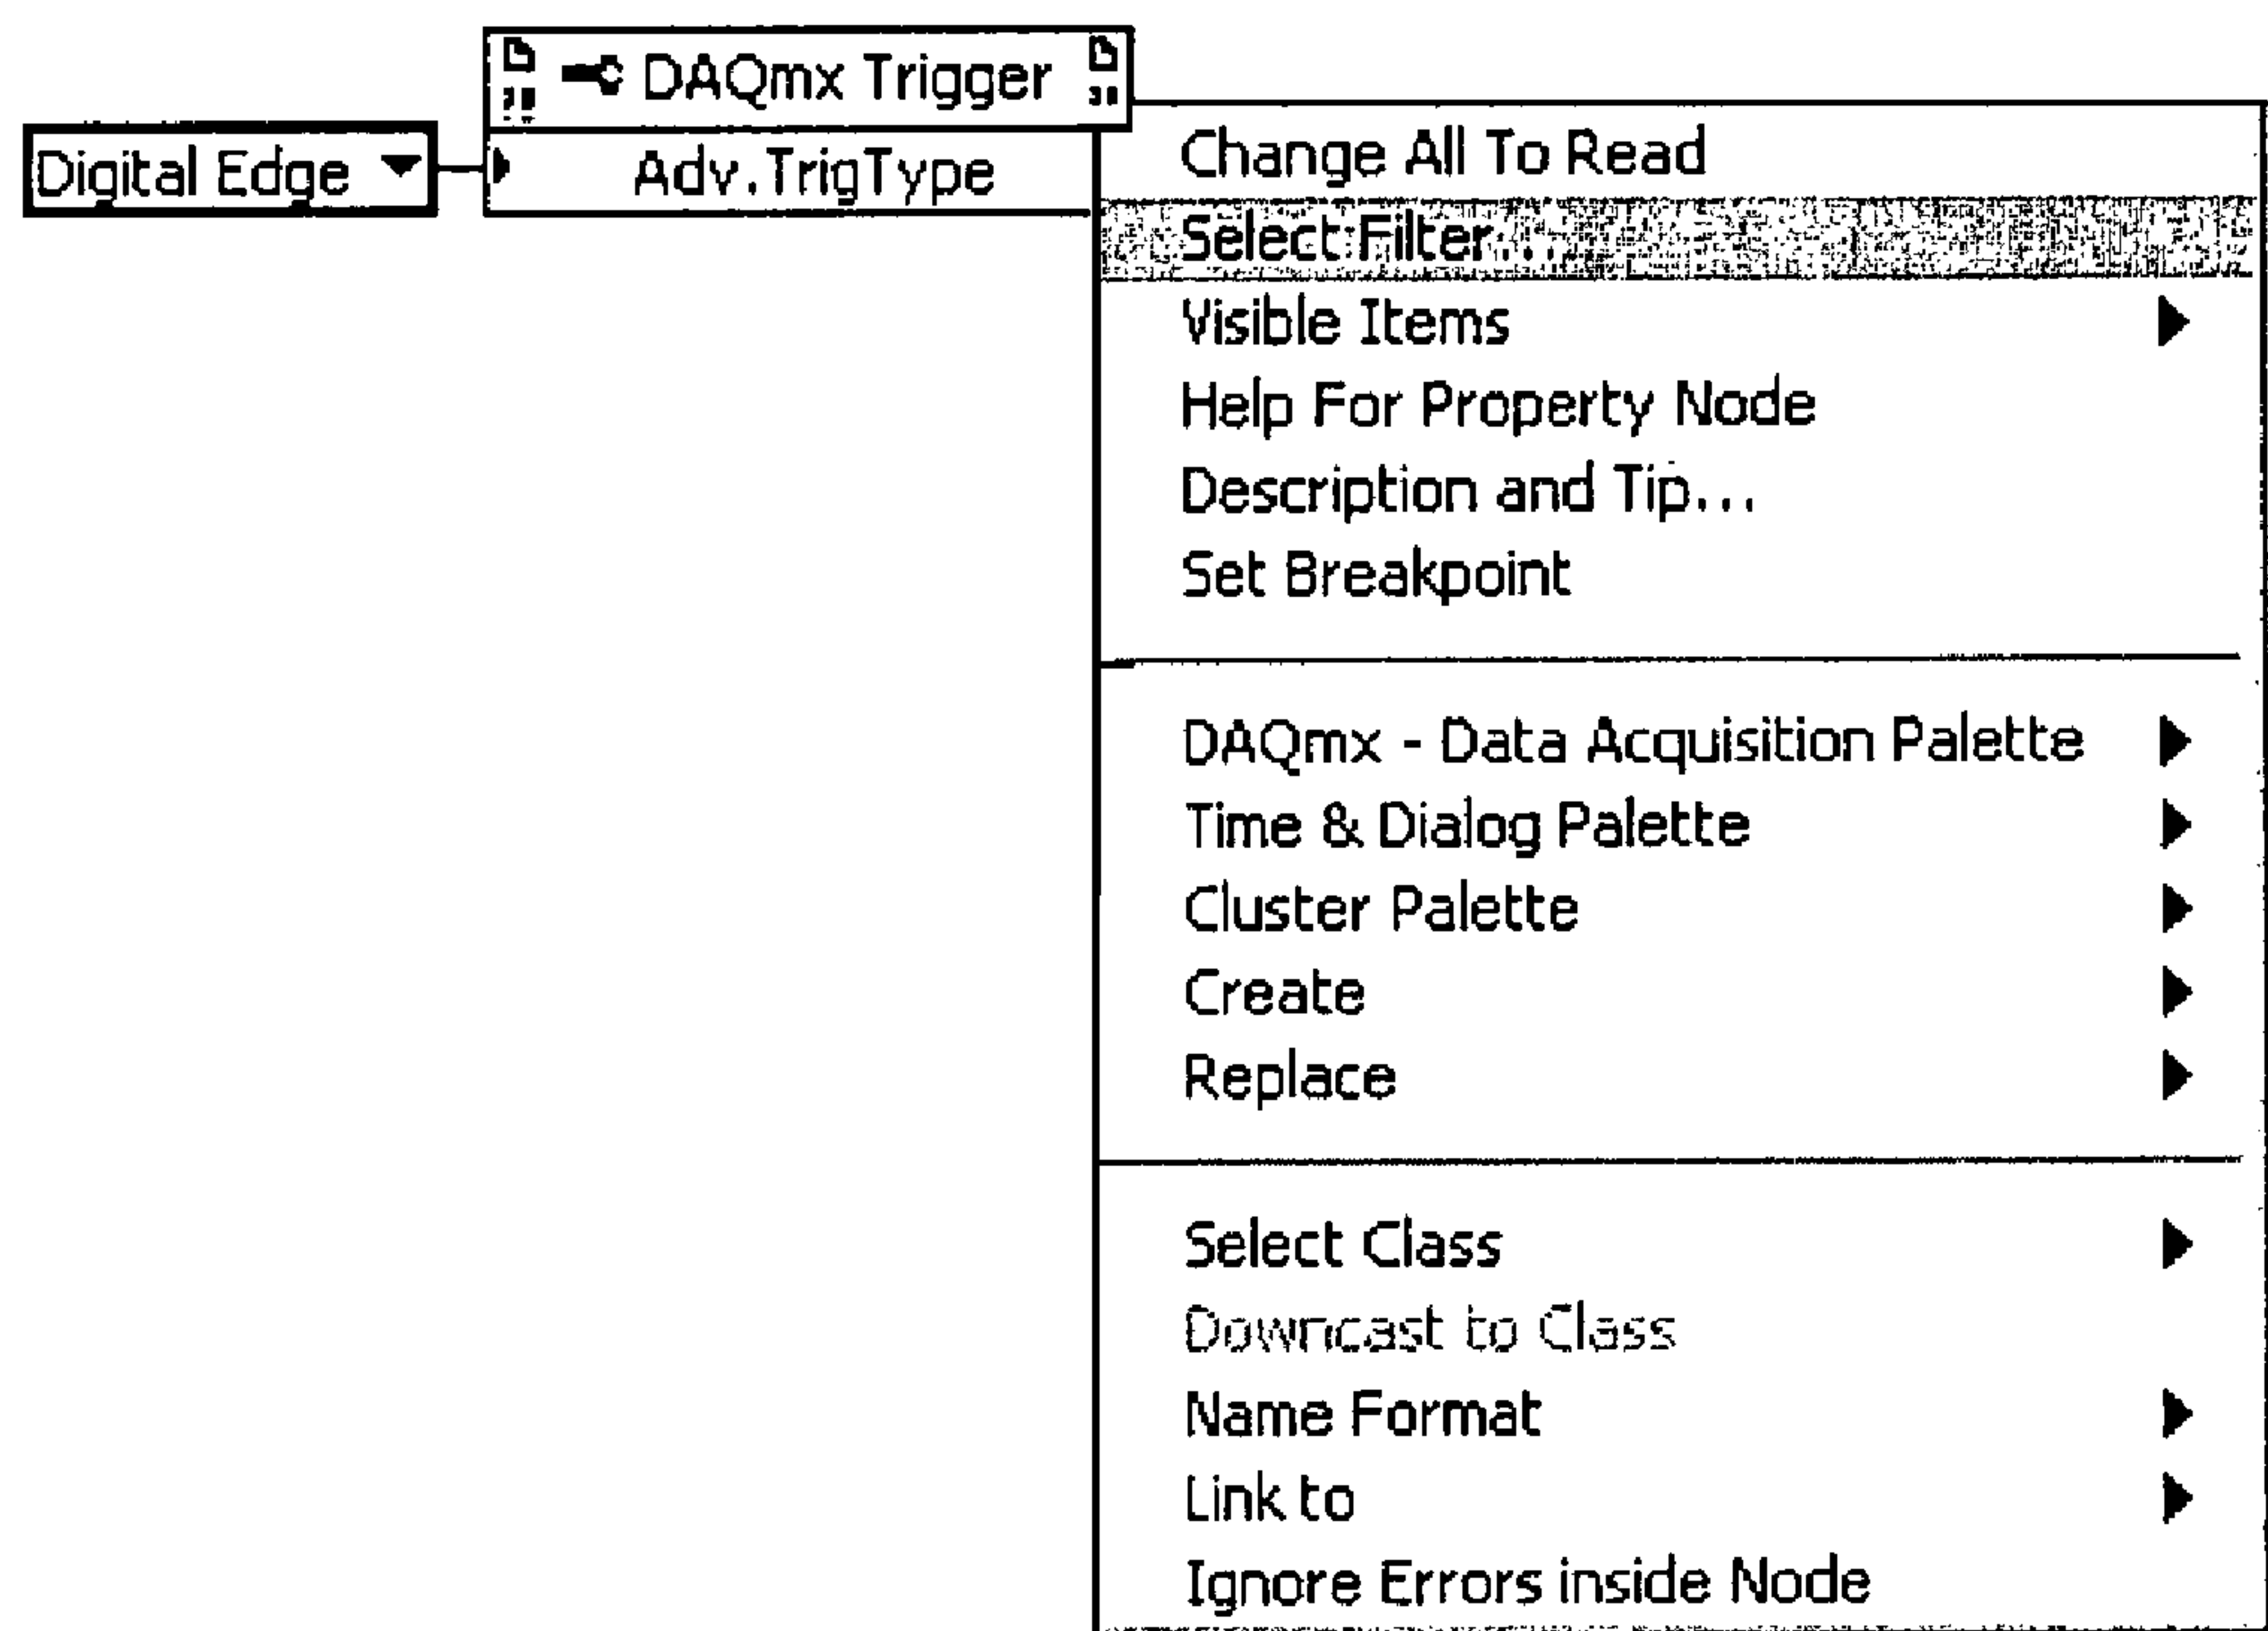 DAQmx Trigger
Digital Edge
Adv.TrigType
Change All To Read
Select Filter...
Visible Items
Help For Property Node
Description and Tip...
Set Breakpoint
DAQmx - Data Acquisition Palette
Time & Dialog Palette
Cluster Palette
Create
Replace
Select Class
Downcast to Class
Name Format
Link to
Ignore Errors inside Node